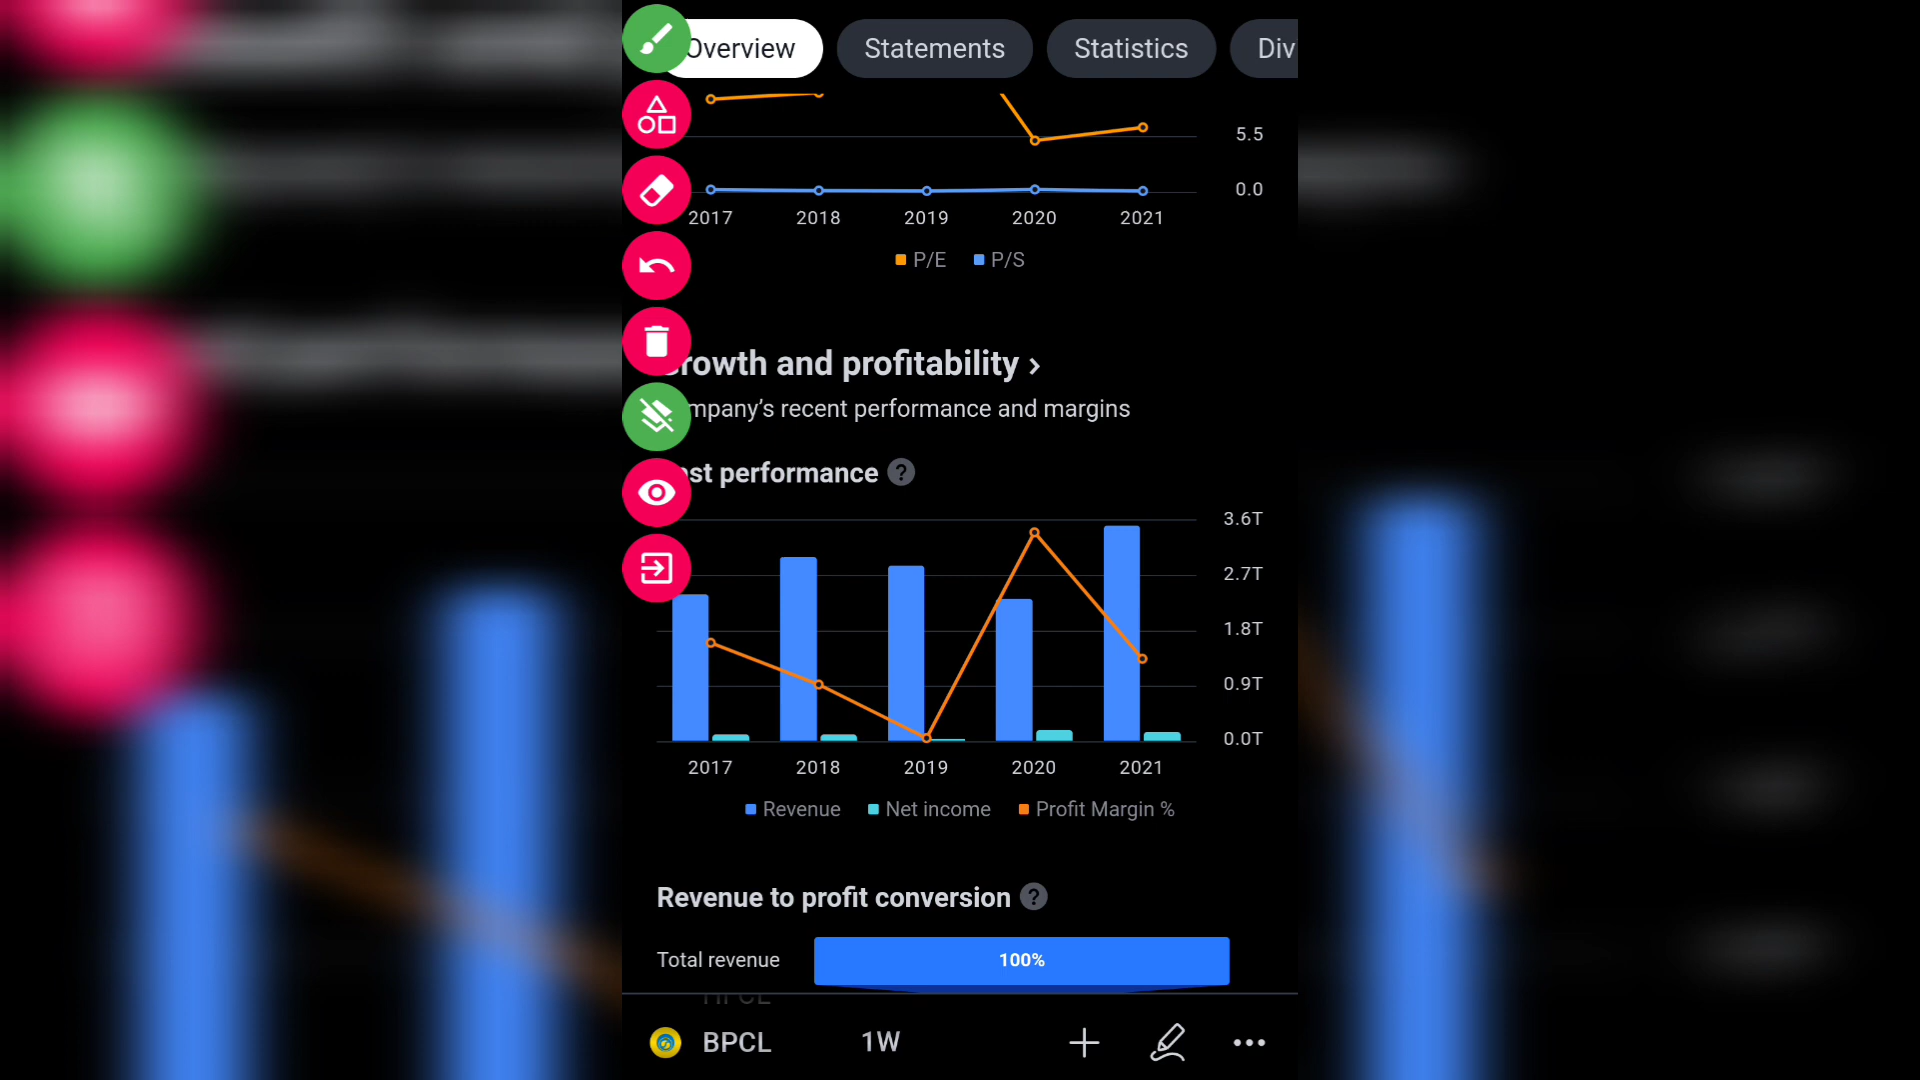 Overview Statements Statistics Div
5.5
0.0
2017 2018 2019 2020 2021
P/E P/S
Growth and profitability ›
mpany's recent performance and margins
st performance ?
3.6T
2.7T
1.8T
0.9T
0.0T
2017 2018 2019 2020 2021
Revenue Net income Profit Margin %
Revenue to profit conversion ?
Total revenue 100%
BPCL 1W